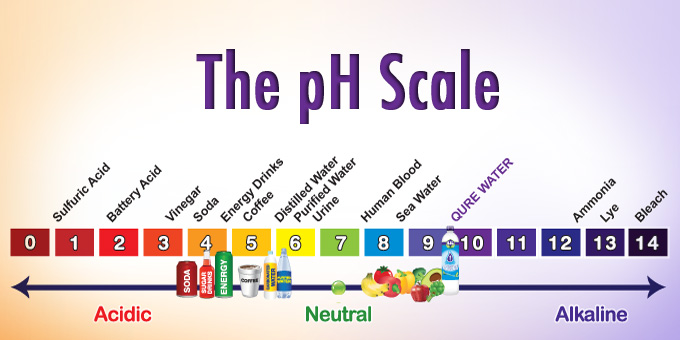 The pH Scale
Sulfuric Acid
Battery Acid
Vinegar
Soda
Energy Drinks
Coffee
Distilled Water
Purified Water
Urine
Human Blood
Sea Water
QURE WATER
Ammonia
Lye
Bleach
0 1 2 3 4 5 6 7 8 9 10 11 12 13 14
SODA
SUGAR DRINKS
ENERGY
COFFEE
WATER
Acidic
Neutral
Alkaline